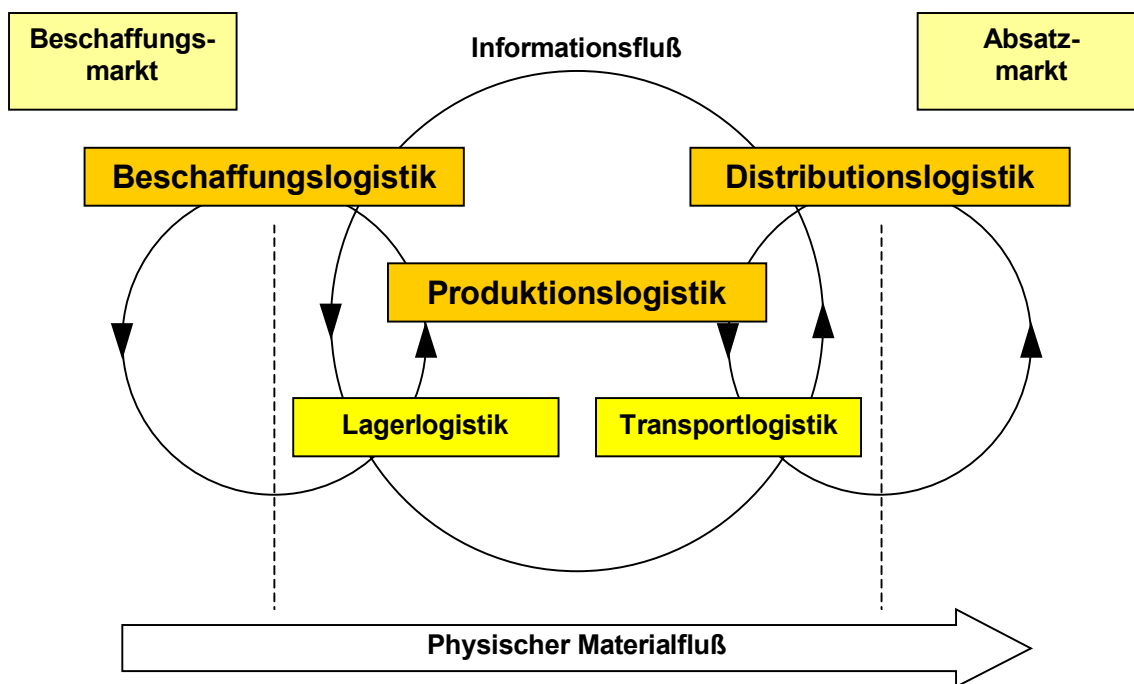 Beschaffungs-
markt
Informationsfluß
Absatz-
markt
Beschaffungslogistik
Distributionslogistik
Produktionslogistik
Lagerlogistik
Transportlogistik
Physischer Materialfluß